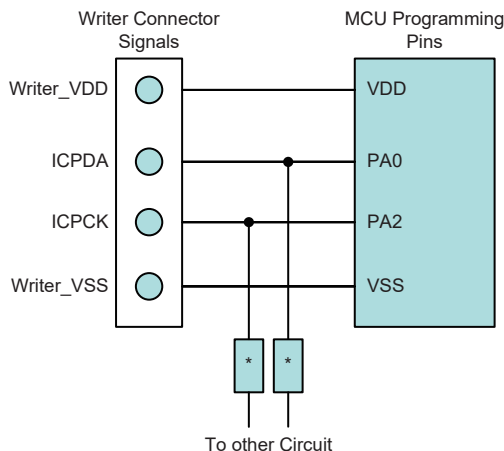 Writer Connector
Signals
MCU Programming
Pins
Writer_VDD
VDD
ICPDA
PA0
ICPCK
PA2
Writer_VSS
VSS
*
*
To other Circuit